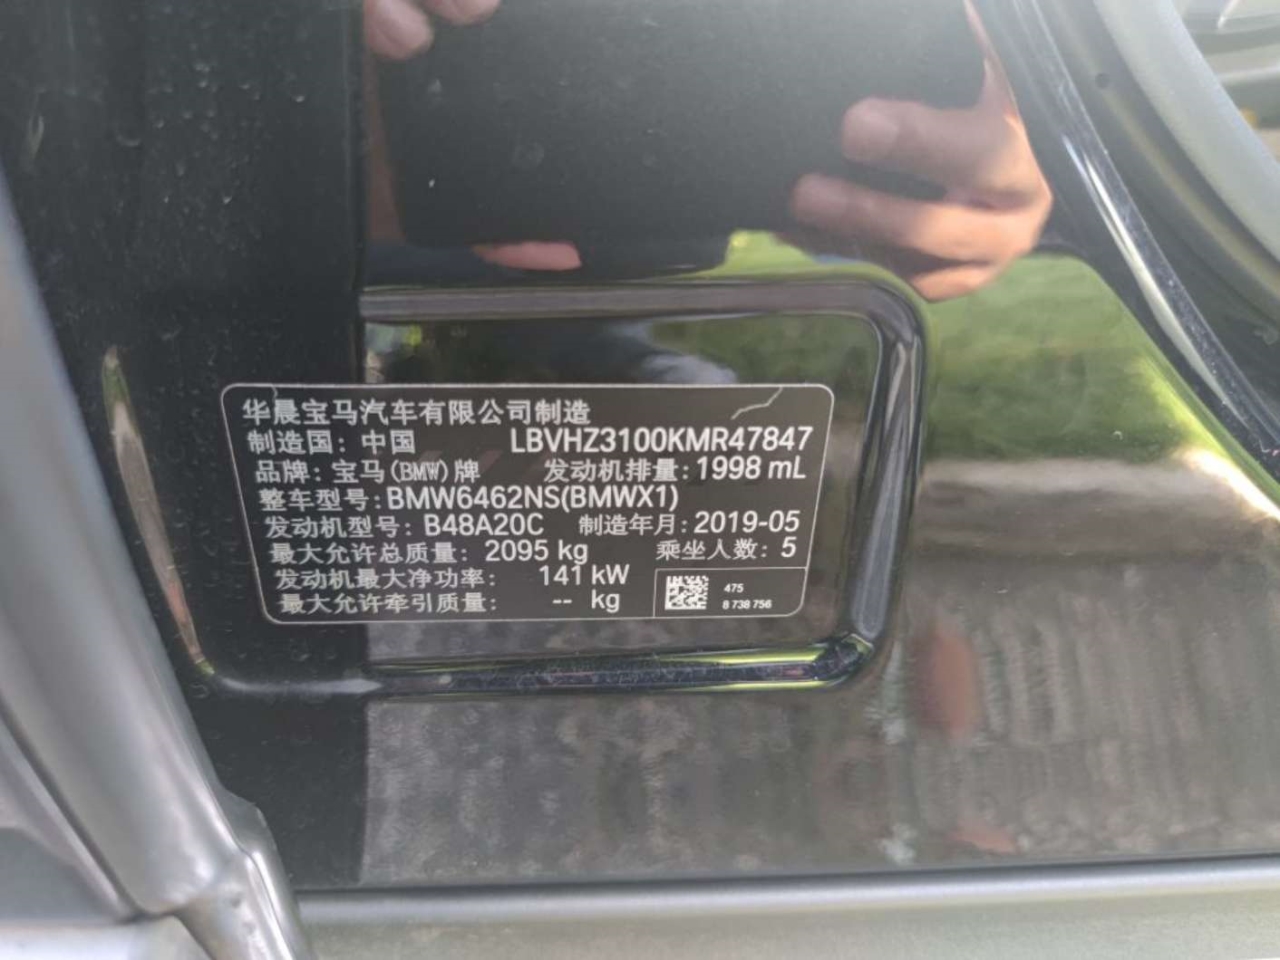 华晨宝马汽车有限公司制造
制造国：中国 LBVHZ3100KMR47847
品牌：宝马(BMW)牌 发动机排量：1998 mL
整车型号：BMW6462NS(BMWX1)
发动机型号：B48A20C 制造年月：2019-05
最大允许总质量：2095 kg 乘坐人数：5
发动机最大净功率：141 kW
最大允许牵引质量：-- kg
475
8 738 756